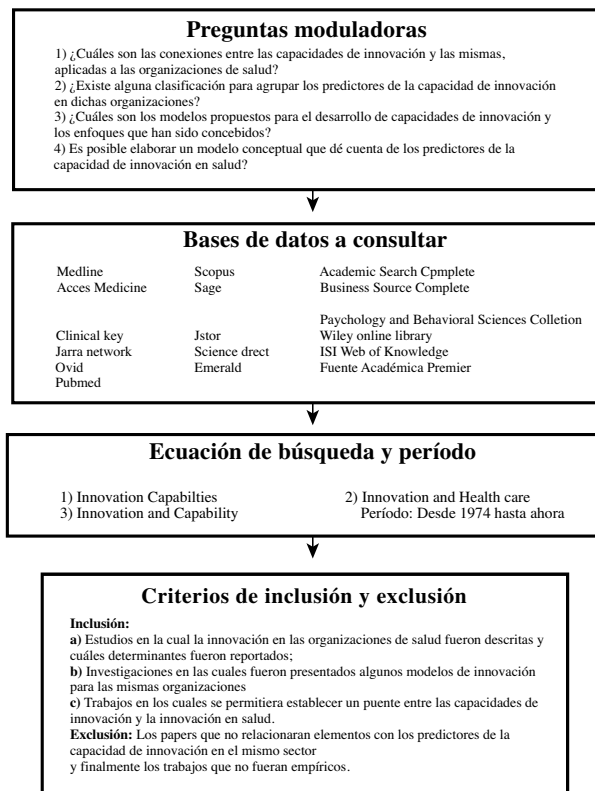 Preguntas moduladoras
1) ¿Cuáles son las conexiones entre las capacidades de innovación y las mismas,
aplicadas a las organizaciones de salud?
2) ¿Existe alguna clasificación para agrupar los predictores de la capacidad de innovación
en dichas organizaciones?
3) ¿Cuáles son los modelos propuestos para el desarrollo de capacidades de innovación y
los enfoques que han sido concebidos?
4) Es posible elaborar un modelo conceptual que dé cuenta de los predictores de la
capacidad de innovación en salud?
Bases de datos a consultar
Medline Scopus Academic Search Cpmplete
Acces Medicine Sage Business Source Complete
Paychology and Behavioral Sciences Colletion
Clinical key Jstor Wiley online library
Jarra network Science drect ISI Web of Knowledge
Ovid Emerald Fuente Académica Premier
Pubmed
Ecuación de búsqueda y período
1) Innovation Capabilties 2) Innovation and Health care
3) Innovation and Capability Período: Desde 1974 hasta ahora
Criterios de inclusión y exclusión
Inclusión:
a) Estudios en la cual la innovación en las organizaciones de salud fueron descritas y
cuáles determinantes fueron reportados;
b) Investigaciones en las cuales fueron presentados algunos modelos de innovación
para las mismas organizaciones
c) Trabajos en los cuales se permitiera establecer un puente entre las capacidades de
innovación y la innovación en salud.
Exclusión: Los papers que no relacionaran elementos con los predictores de la
capacidad de innovación en el mismo sector
y finalmente los trabajos que no fueran empíricos.